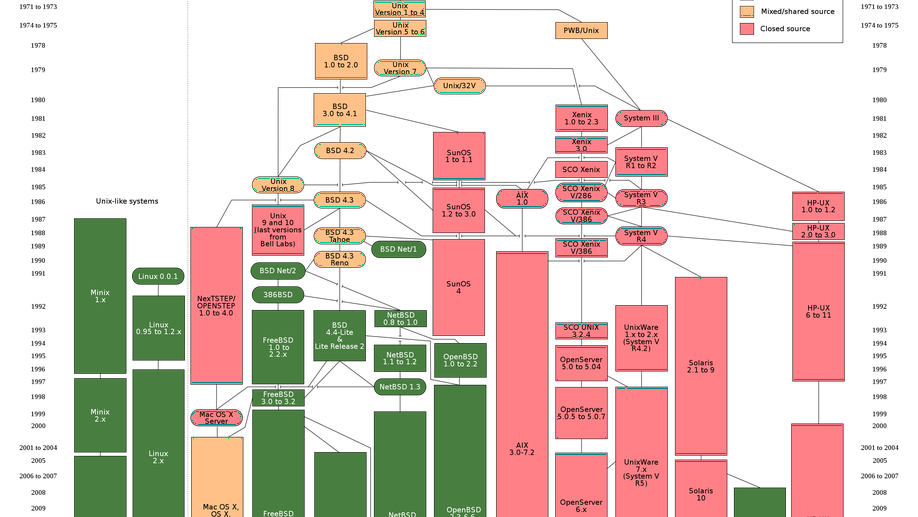 1971 to 1973
Unix
Version 1 to 4
1971 to 1973
1974 to 1975
Unix
Version 5 to 6
PWB/Unix
1974 to 1975
Mixed/shared source
Closed source
1978
BSD
1.0 to 2.0
1978
1979
Unix
Version 7
Unix/32V
1979
1980
BSD
3.0 to 4.1
1980
1981
Xenix
1.0 to 2.3
System III
1981
1982
SunOS
1 to 1.1
Xenix
3.0
1982
1983
BSD 4.2
System V
R1 to R2
1983
1984
SCO Xenix
1984
1985
Unix
Version 8
SCO Xenix
V/286
1985
1986
Unix-like systems
BSD 4.3
SunOS
1.2 to 3.0
AIX
1.0
System V
R3
HP-UX
1.0 to 1.2
1986
1987
Unix
9 and 10
(last versions
from
Bell Labs)
SCO Xenix
V/386
1987
1988
BSD 4.3
Tahoe
System V
R4
HP-UX
2.0 to 3.0
1988
1989
BSD Net/1
SCO Xenix
V/386
1989
1990
BSD 4.3
Reno
1990
1991
Linux 0.0.1
BSD Net/2
1991
Minix
1.x
NexTSTEP/
OPENSTEP
1.0 to 4.0
386BSD
SunOS
4
HP-UX
6 to 11
1992
NetBSD
0.8 to 1.0
1992
1993
Linux
0.95 to 1.2.x
BSD
4.4-Lite
&
Lite Release 2
SCO UNIX
3.2.4
UnixWare
1.x to 2.x
(System V
R4.2)
1993
1994
FreeBSD
1.0 to
2.2.x
1994
1995
NetBSD
1.1 to 1.2
OpenBSD
1.0 to 2.2
OpenServer
5.0 to 5.04
Solaris
2.1 to 9
1995
1996
1996
1997
NetBSD 1.3
1997
1998
FreeBSD
3.0 to 3.2
1998
1999
Minix
2.x
Mac OS X
Server
OpenServer
5.0.5 to 5.0.7
1999
2000
2000
2001 to 2004
Linux
2.x
AIX
3.0-7.2
2001 to 2004
2005
UnixWare
7.x
(System V
R5)
2005
2006 to 2007
2006 to 2007
2008
Solaris
10
2008
2009
Mac OS X,
OS X,
FreeBSD
NetBSD
OpenBSD
OpenServer
6.x
2009